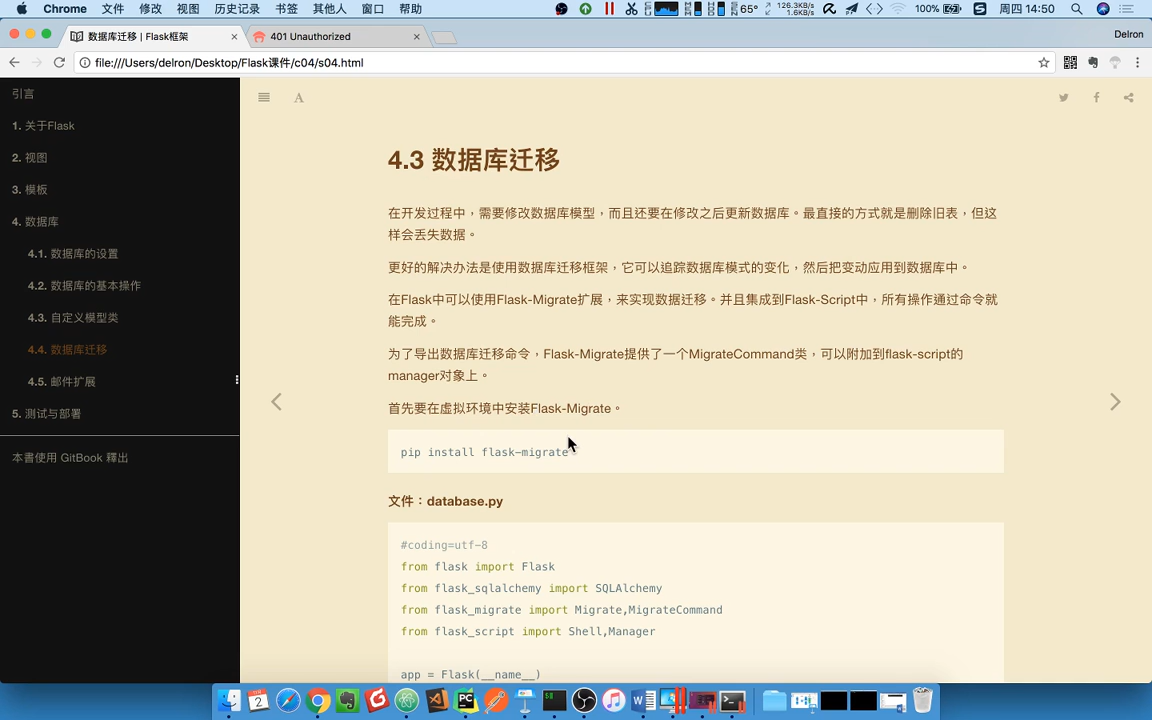 Chrome 文件 修改 视图 历史记录 书签 其他人 窗口 帮助 65° 126.3KB/s 1.6KB/s 100% 周四 14:50
数据库迁移 | Flask框架 401 Unauthorized Delron
file:///Users/delron/Desktop/Flask课件/c04/s04.html
引言
1. 关于Flask
2. 视图
3. 模板
4. 数据库
4.1. 数据库的设置
4.2. 数据库的基本操作
4.3. 自定义模型类
4.4. 数据库迁移
4.5. 邮件扩展
5. 测试与部署
本書使用 GitBook 釋出
A
4.3 数据库迁移
在开发过程中，需要修改数据库模型，而且还要在修改之后更新数据库。最直接的方式就是删除旧表，但这
样会丢失数据。
更好的解决办法是使用数据库迁移框架，它可以追踪数据库模式的变化，然后把变动应用到数据库中。
在Flask中可以使用Flask-Migrate扩展，来实现数据迁移。并且集成到Flask-Script中，所有操作通过命令就
能完成。
为了导出数据库迁移命令，Flask-Migrate提供了一个MigrateCommand类，可以附加到flask-script的
manager对象上。
首先要在虚拟环境中安装Flask-Migrate。
pip install flask-migrate
文件：database.py
#coding=utf-8
from flask import Flask
from flask_sqlalchemy import SQLAlchemy
from flask_migrate import Migrate,MigrateCommand
from flask_script import Shell,Manager
app = Flask(__name__)